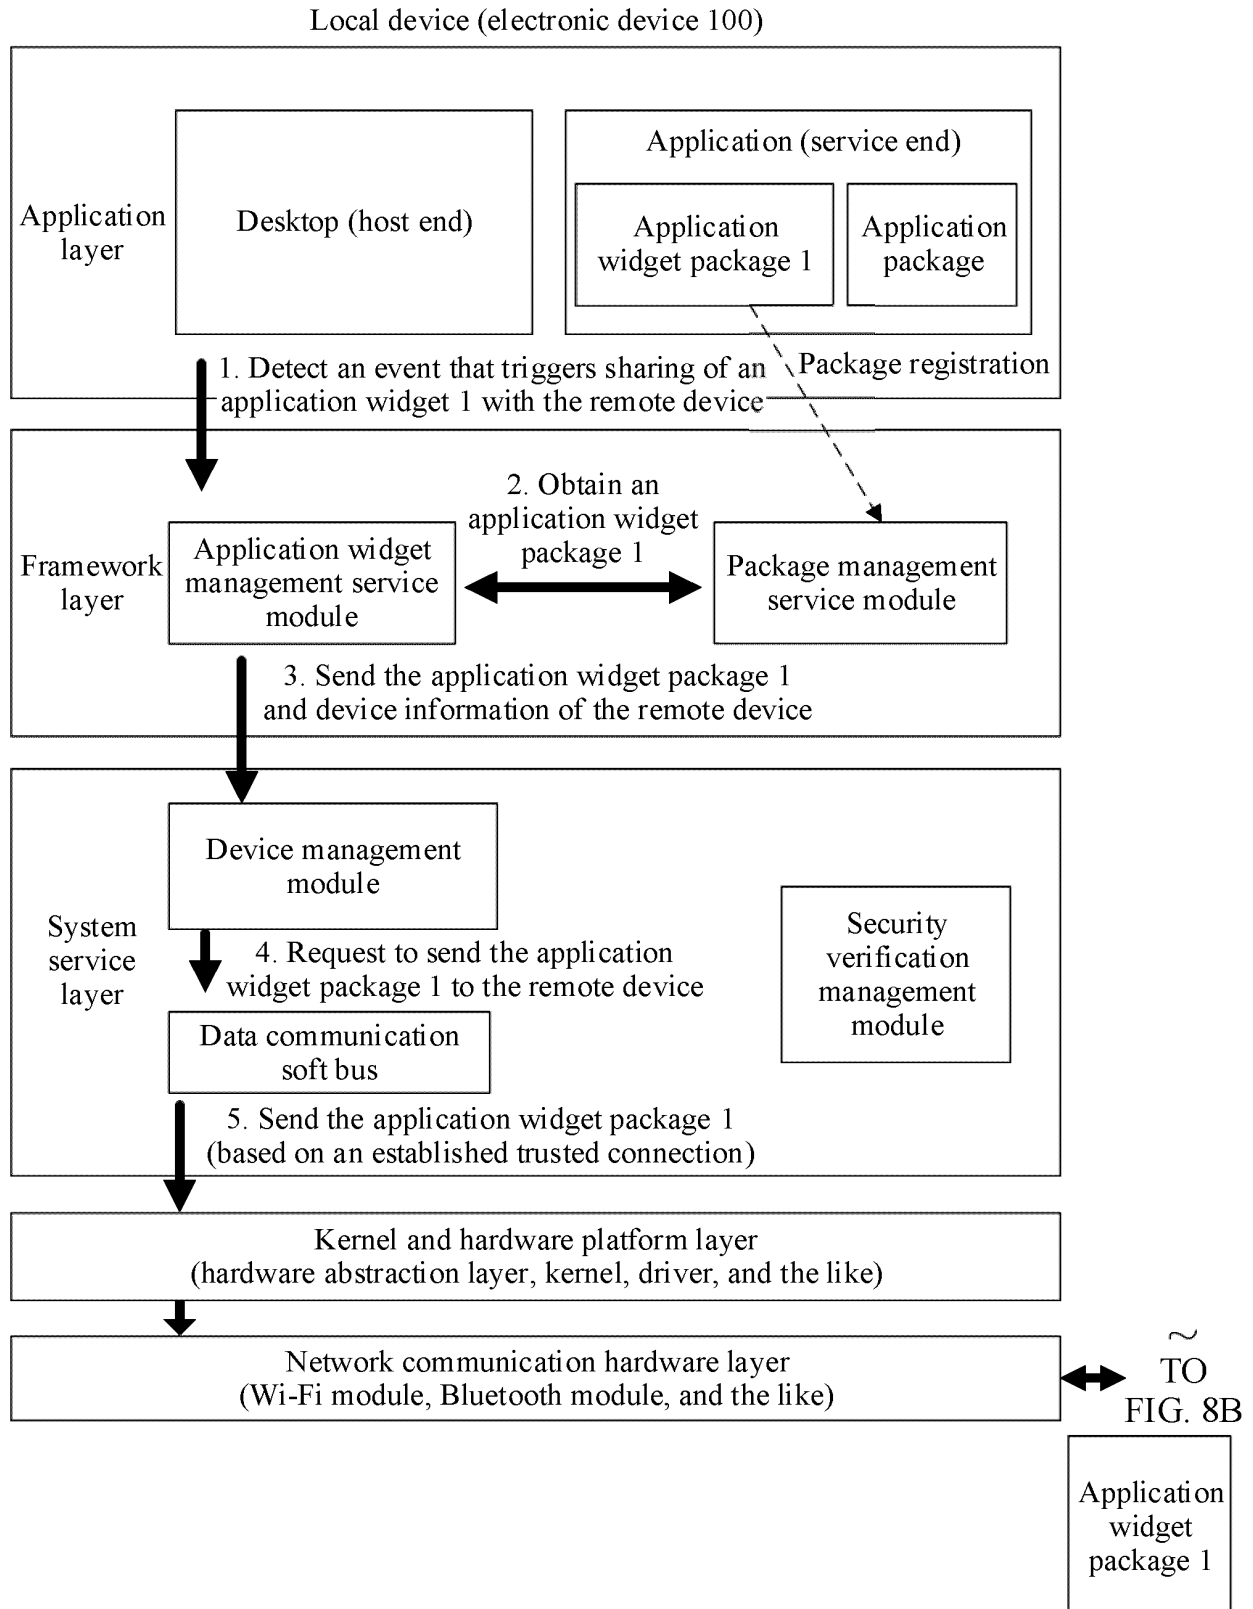 Local device (electronic device 100)
Application
layer
Desktop (host end)
Application (service end)
Application
widget package 1
Application
package
1. Detect an event that triggers sharing of an
application widget 1 with the remote device
Package registration
Framework
layer
Application widget
management service
module
2. Obtain an
application widget
package 1
Package management
service module
3. Send the application widget package 1
and device information of the remote device
System
service
layer
Device management
module
4. Request to send the application
widget package 1 to the remote device
Data communication
soft bus
Security
verification
management
module
5. Send the application widget package 1
(based on an established trusted connection)
Kernel and hardware platform layer
(hardware abstraction layer, kernel, driver, and the like)
Network communication hardware layer
(Wi-Fi module, Bluetooth module, and the like)
~
TO
FIG. 8B
Application
widget
package 1